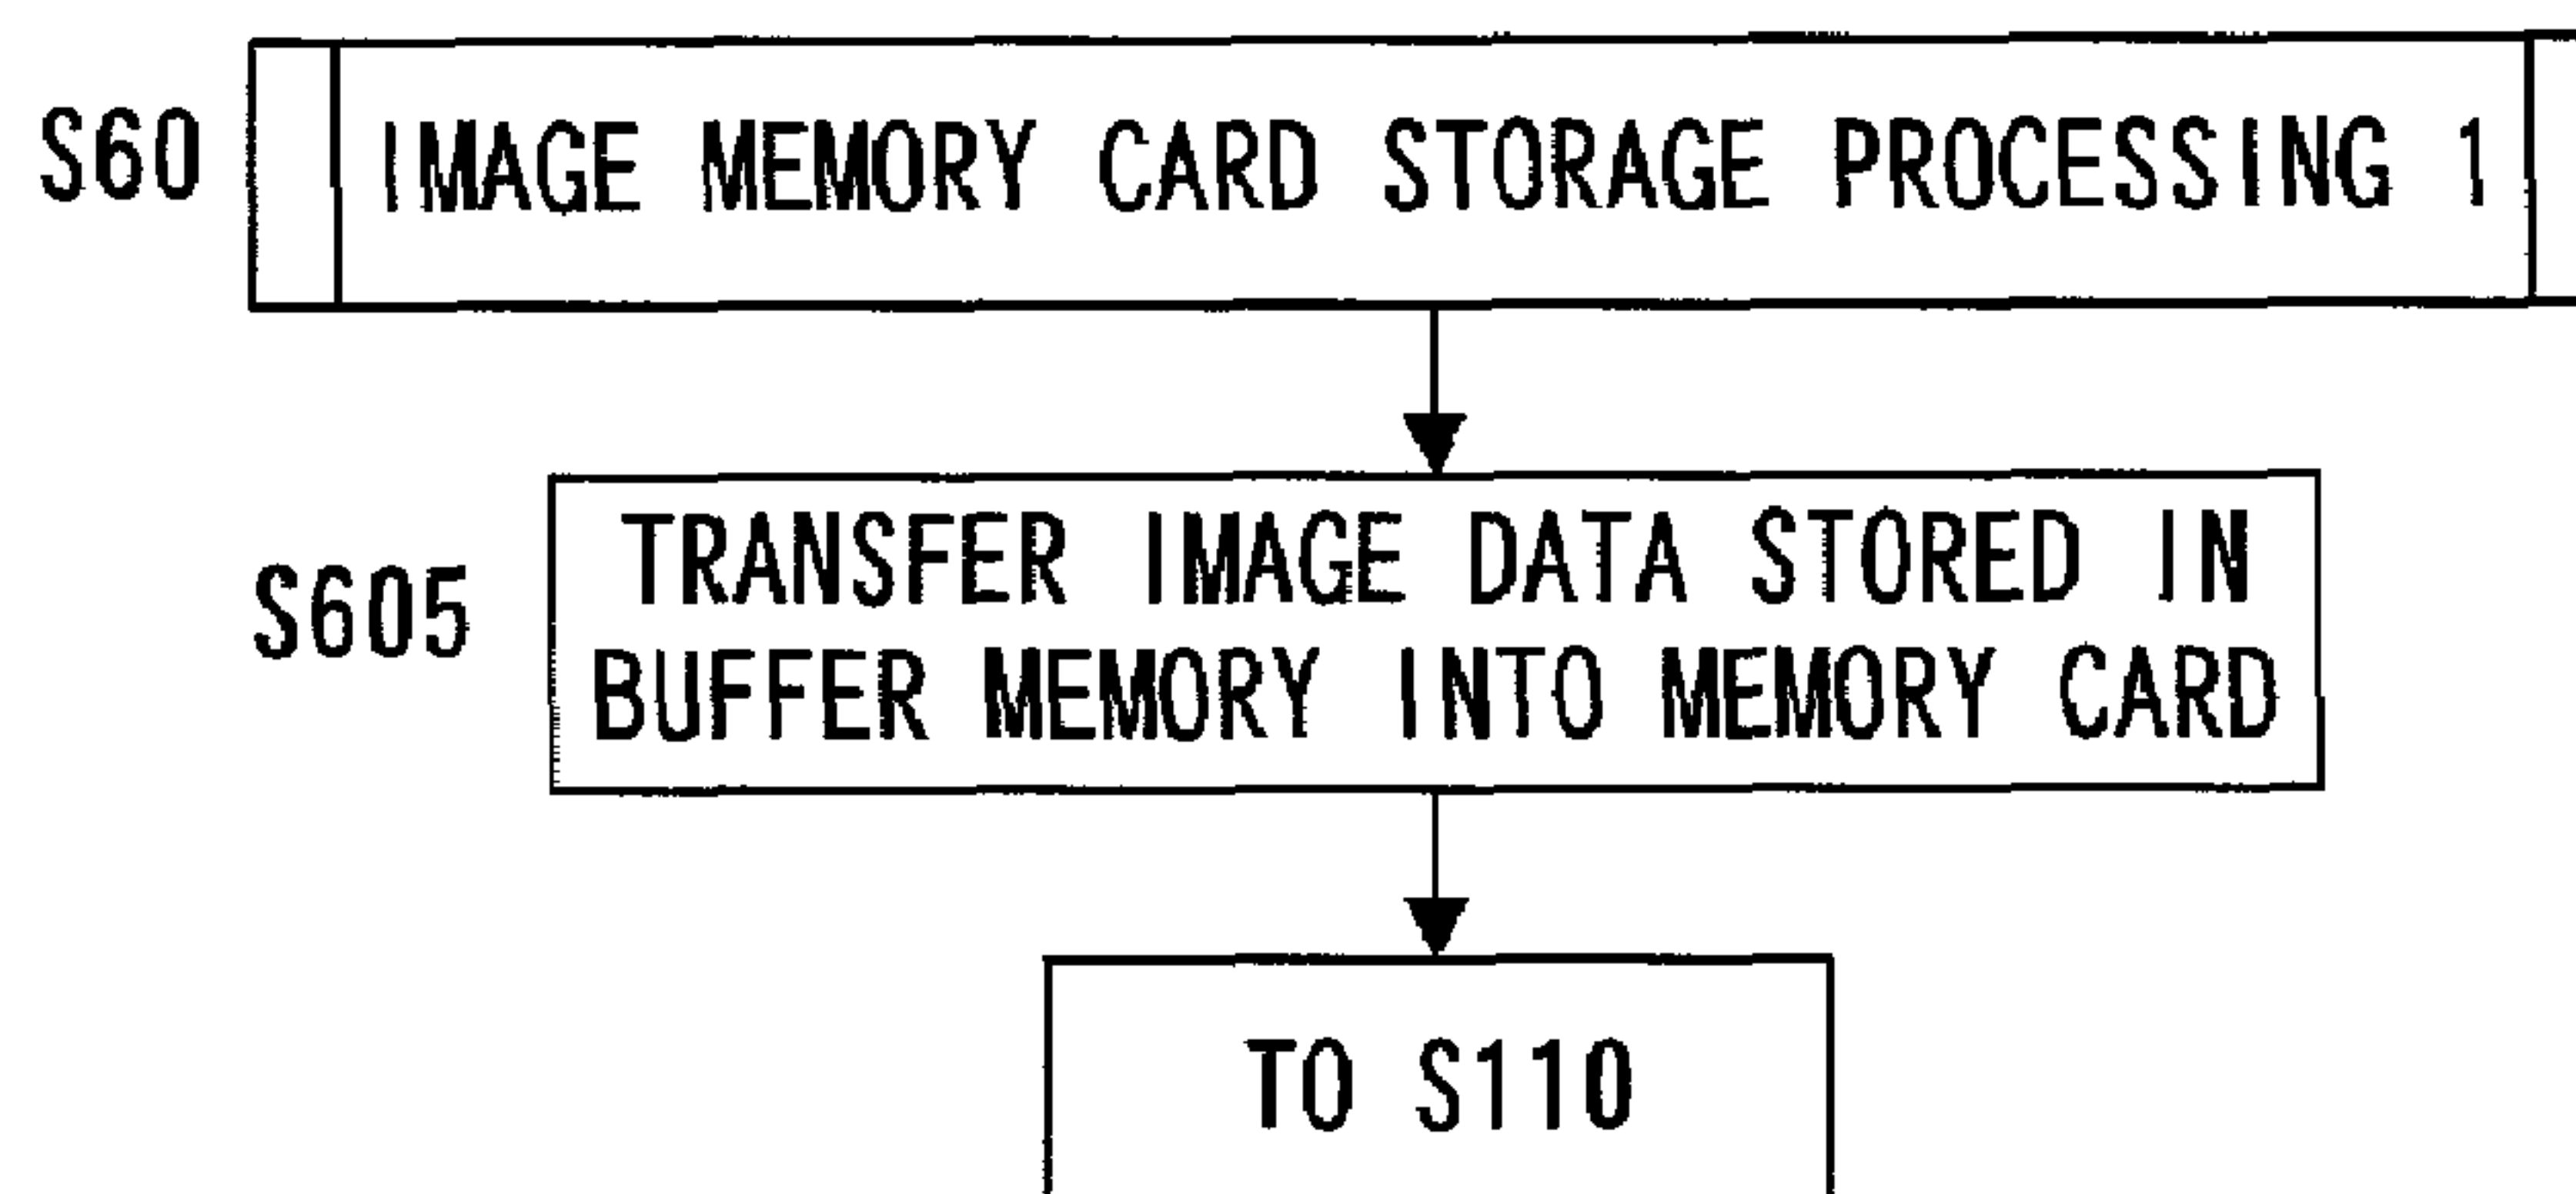 S60 IMAGE MEMORY CARD STORAGE PROCESSING 1
TRANSFER IMAGE DATA STORED IN
S605
BUFFER MEMORY INTO MEMORY CARD
TO S110